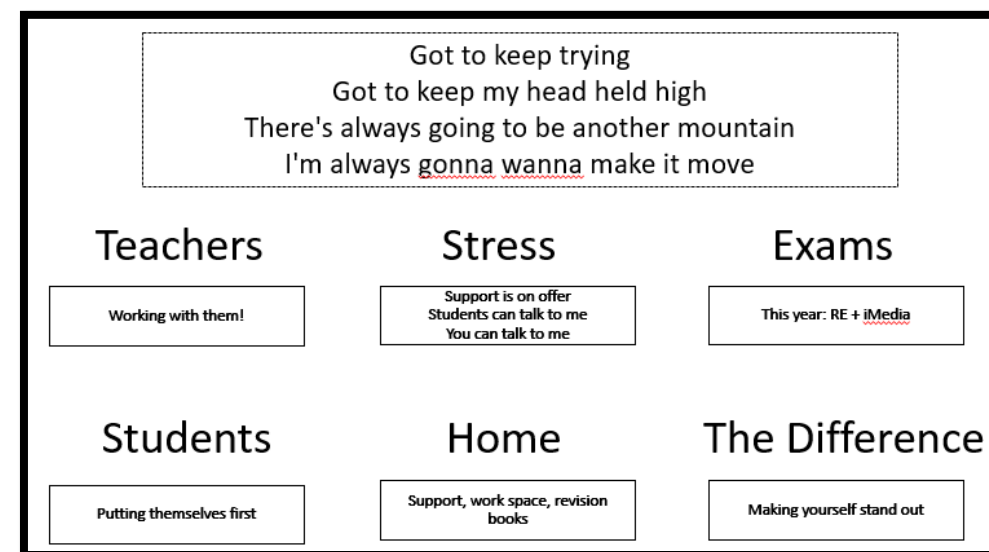 Got to keep trying
Got to keep my head held high
There's always going to be another mountain
I'm always gonna wanna make it move
Teachers
Stress
Exams
Working with them!
Support is on offer
Students can talk to me
You can talk to me
This year: RE + iMedia
Students
Home
The Difference
Putting themselves first
Support, work space, revision
books
Making yourself stand out